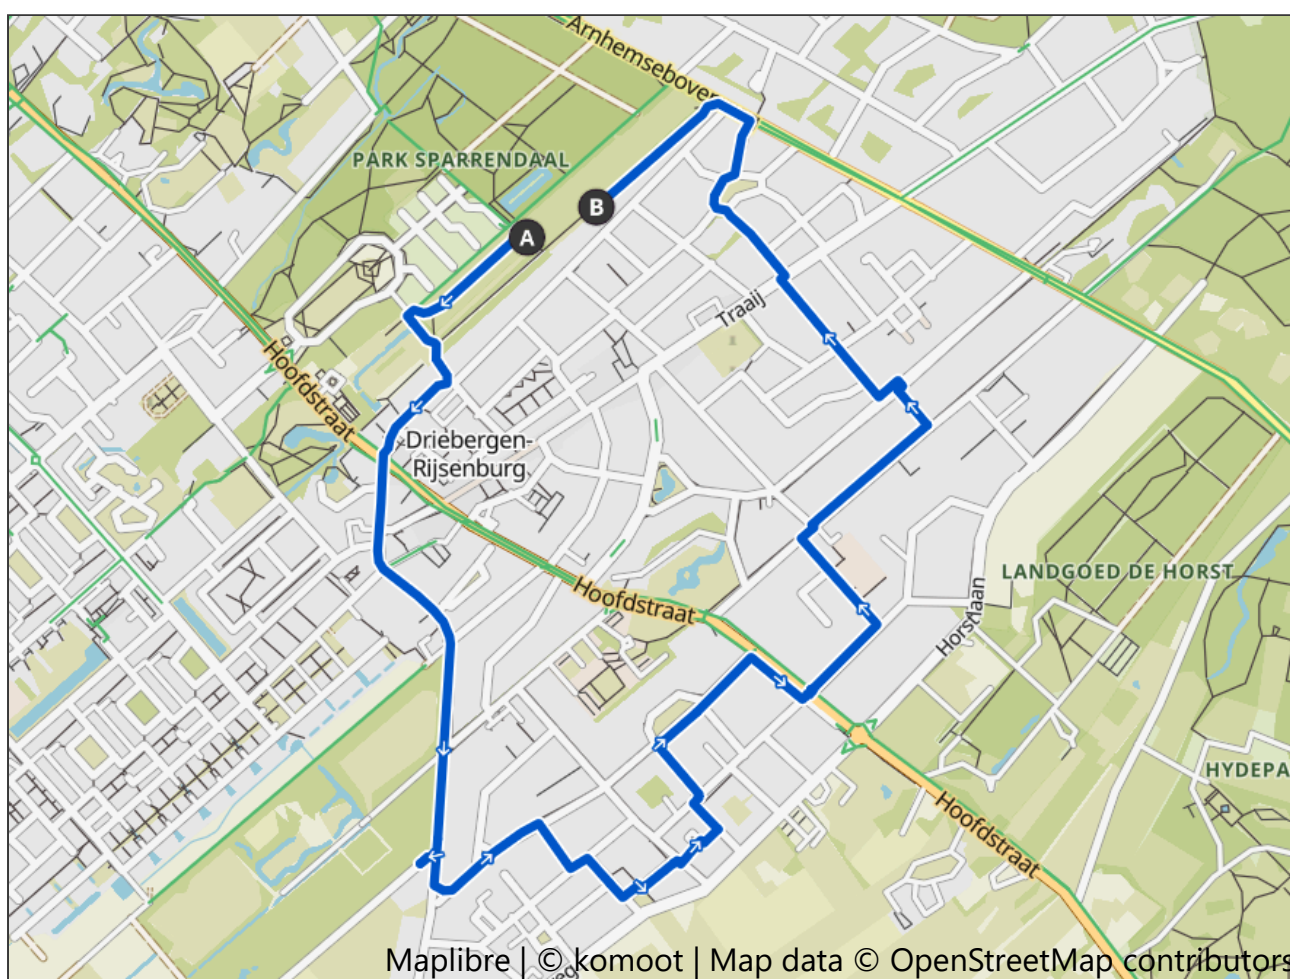 Arnhemsebover
PARK SPARRENDAAL
B
A
Traaij
Hoofdstraat
Driebergen-
Rijsenburg
LANDGOED DE HORST
Hoofdstraat
Horstlaan
HYDEPA
Hoofdstraat
Maplibre | © komoot | Map data © OpenStreetMap contributors